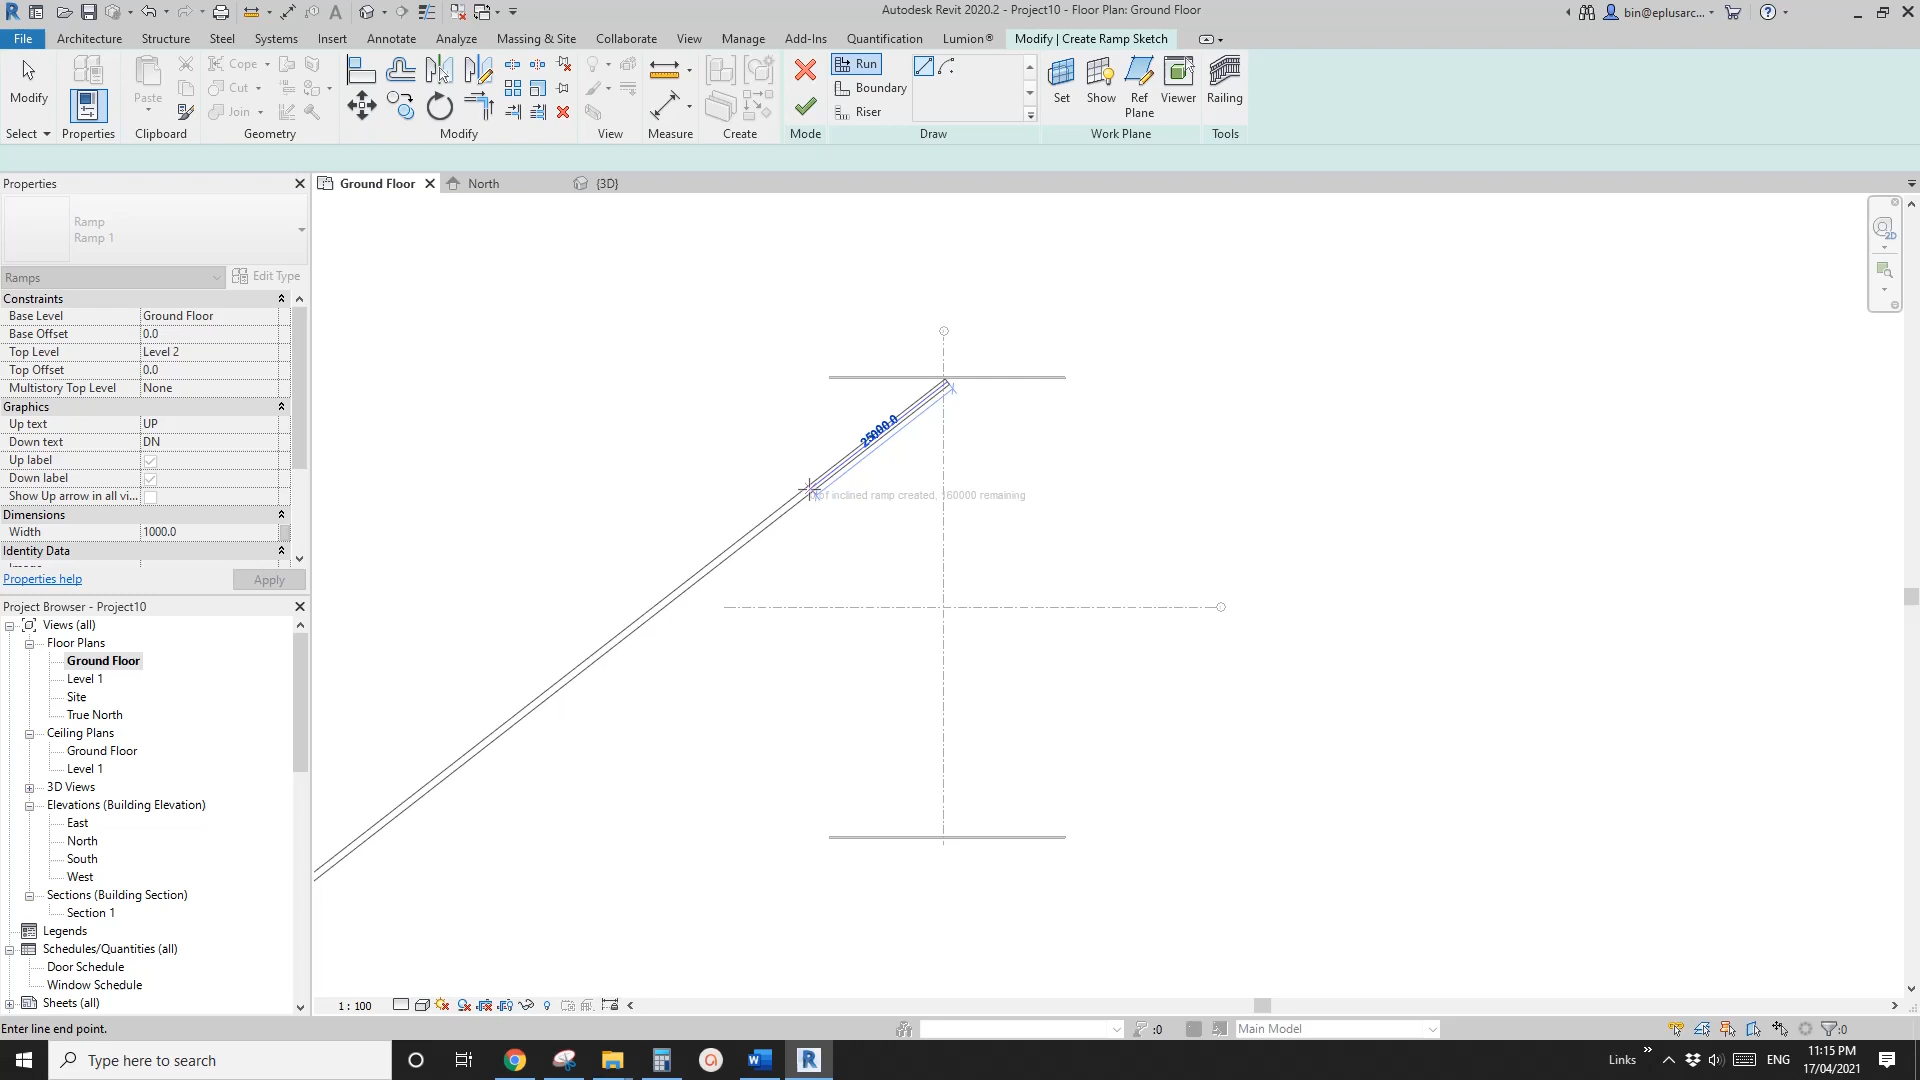 Autodesk Revit 2020.2 - Project10 - Floor Plan: Ground Floor
bin@eplusarc...
File Architecture Structure Steel Systems Insert Annotate Analyze Massing & Site Collaborate View Manage Add-Ins Quantification Lumion® Modify | Create Ramp Sketch
Modify
Paste
Cope
Cut
Join
Run
Boundary
Riser
Set
Show
Ref
Plane
Viewer
Railing
Select Properties Clipboard Geometry Modify View Measure Create Mode Draw Work Plane Tools
Properties
Ground Floor
North
{3D}
Ramp
Ramp 1
Ramps
Edit Type
Constraints
Base Level Ground Floor
Base Offset 0.0
Top Level Level 2
Top Offset 0.0
Multistory Top Level None
Graphics
Up text UP
Down text DN
Up label
Down label
Show Up arrow in all vi...
Dimensions
Width 1000.0
Identity Data
Properties help
Apply
25000.0
of inclined ramp created, 160000 remaining
2D
Project Browser - Project10
Views (all)
Floor Plans
Ground Floor
Level 1
Site
True North
Ceiling Plans
Ground Floor
Level 1
3D Views
Elevations (Building Elevation)
East
North
South
West
Sections (Building Section)
Section 1
Legends
Schedules/Quantities (all)
Door Schedule
Window Schedule
Sheets (all)
1 : 100
Enter line end point.
:0
Main Model
:0
Type here to search
Links
ENG
11:15 PM
17/04/2021